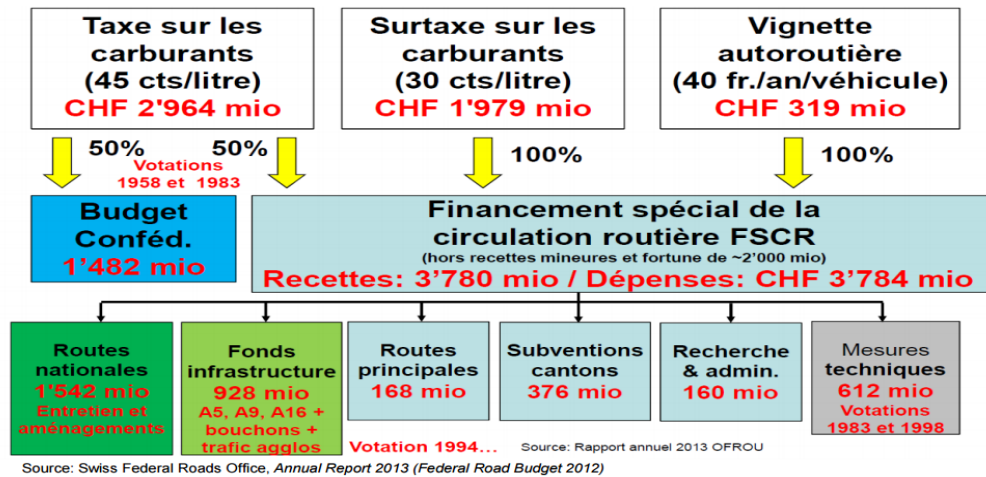 Taxe sur les
carburants
(45 cts/litre)
CHF 2'964 mio
Surtaxe sur les
carburants
(30 cts/litre)
CHF 1'979 mio
Vignette
autoroutière
(40 fr./an/véhicule)
CHF 319 mio
50%
50%
Votations
1958 et 1983
100%
100%
Budget
Conféd.
1'482 mio
Financement spécial de la
circulation routière FSCR
(hors recettes mineures et fortune de ~2'000 mio)
Recettes: 3'780 mio / Dépenses: CHF 3'784 mio
Routes
nationales
1'542 mio
Entretien et
aménagements
Fonds
infrastructure
928 mio
A5, A9, A16 +
bouchons +
trafic agglos
Routes
principales
168 mio
Subventions
cantons
376 mio
Recherche
& admin.
160 mio
Mesures
techniques
612 mio
Votations
1983 et 1998
Votation 1994...
Source: Rapport annuel 2013 OFROU
Source: Swiss Federal Roads Office, Annual Report 2013 (Federal Road Budget 2012)